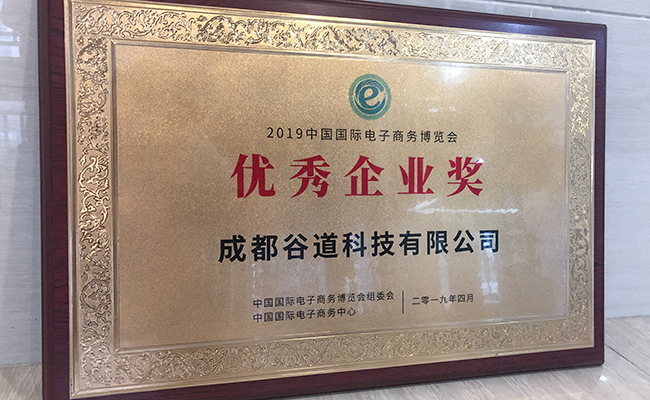 2019中国国际电子商务博览会
优秀企业奖
成都谷道科技有限公司
中国国际电子商务博览会组委会
中国国际电子商务中心
二零一九年四月